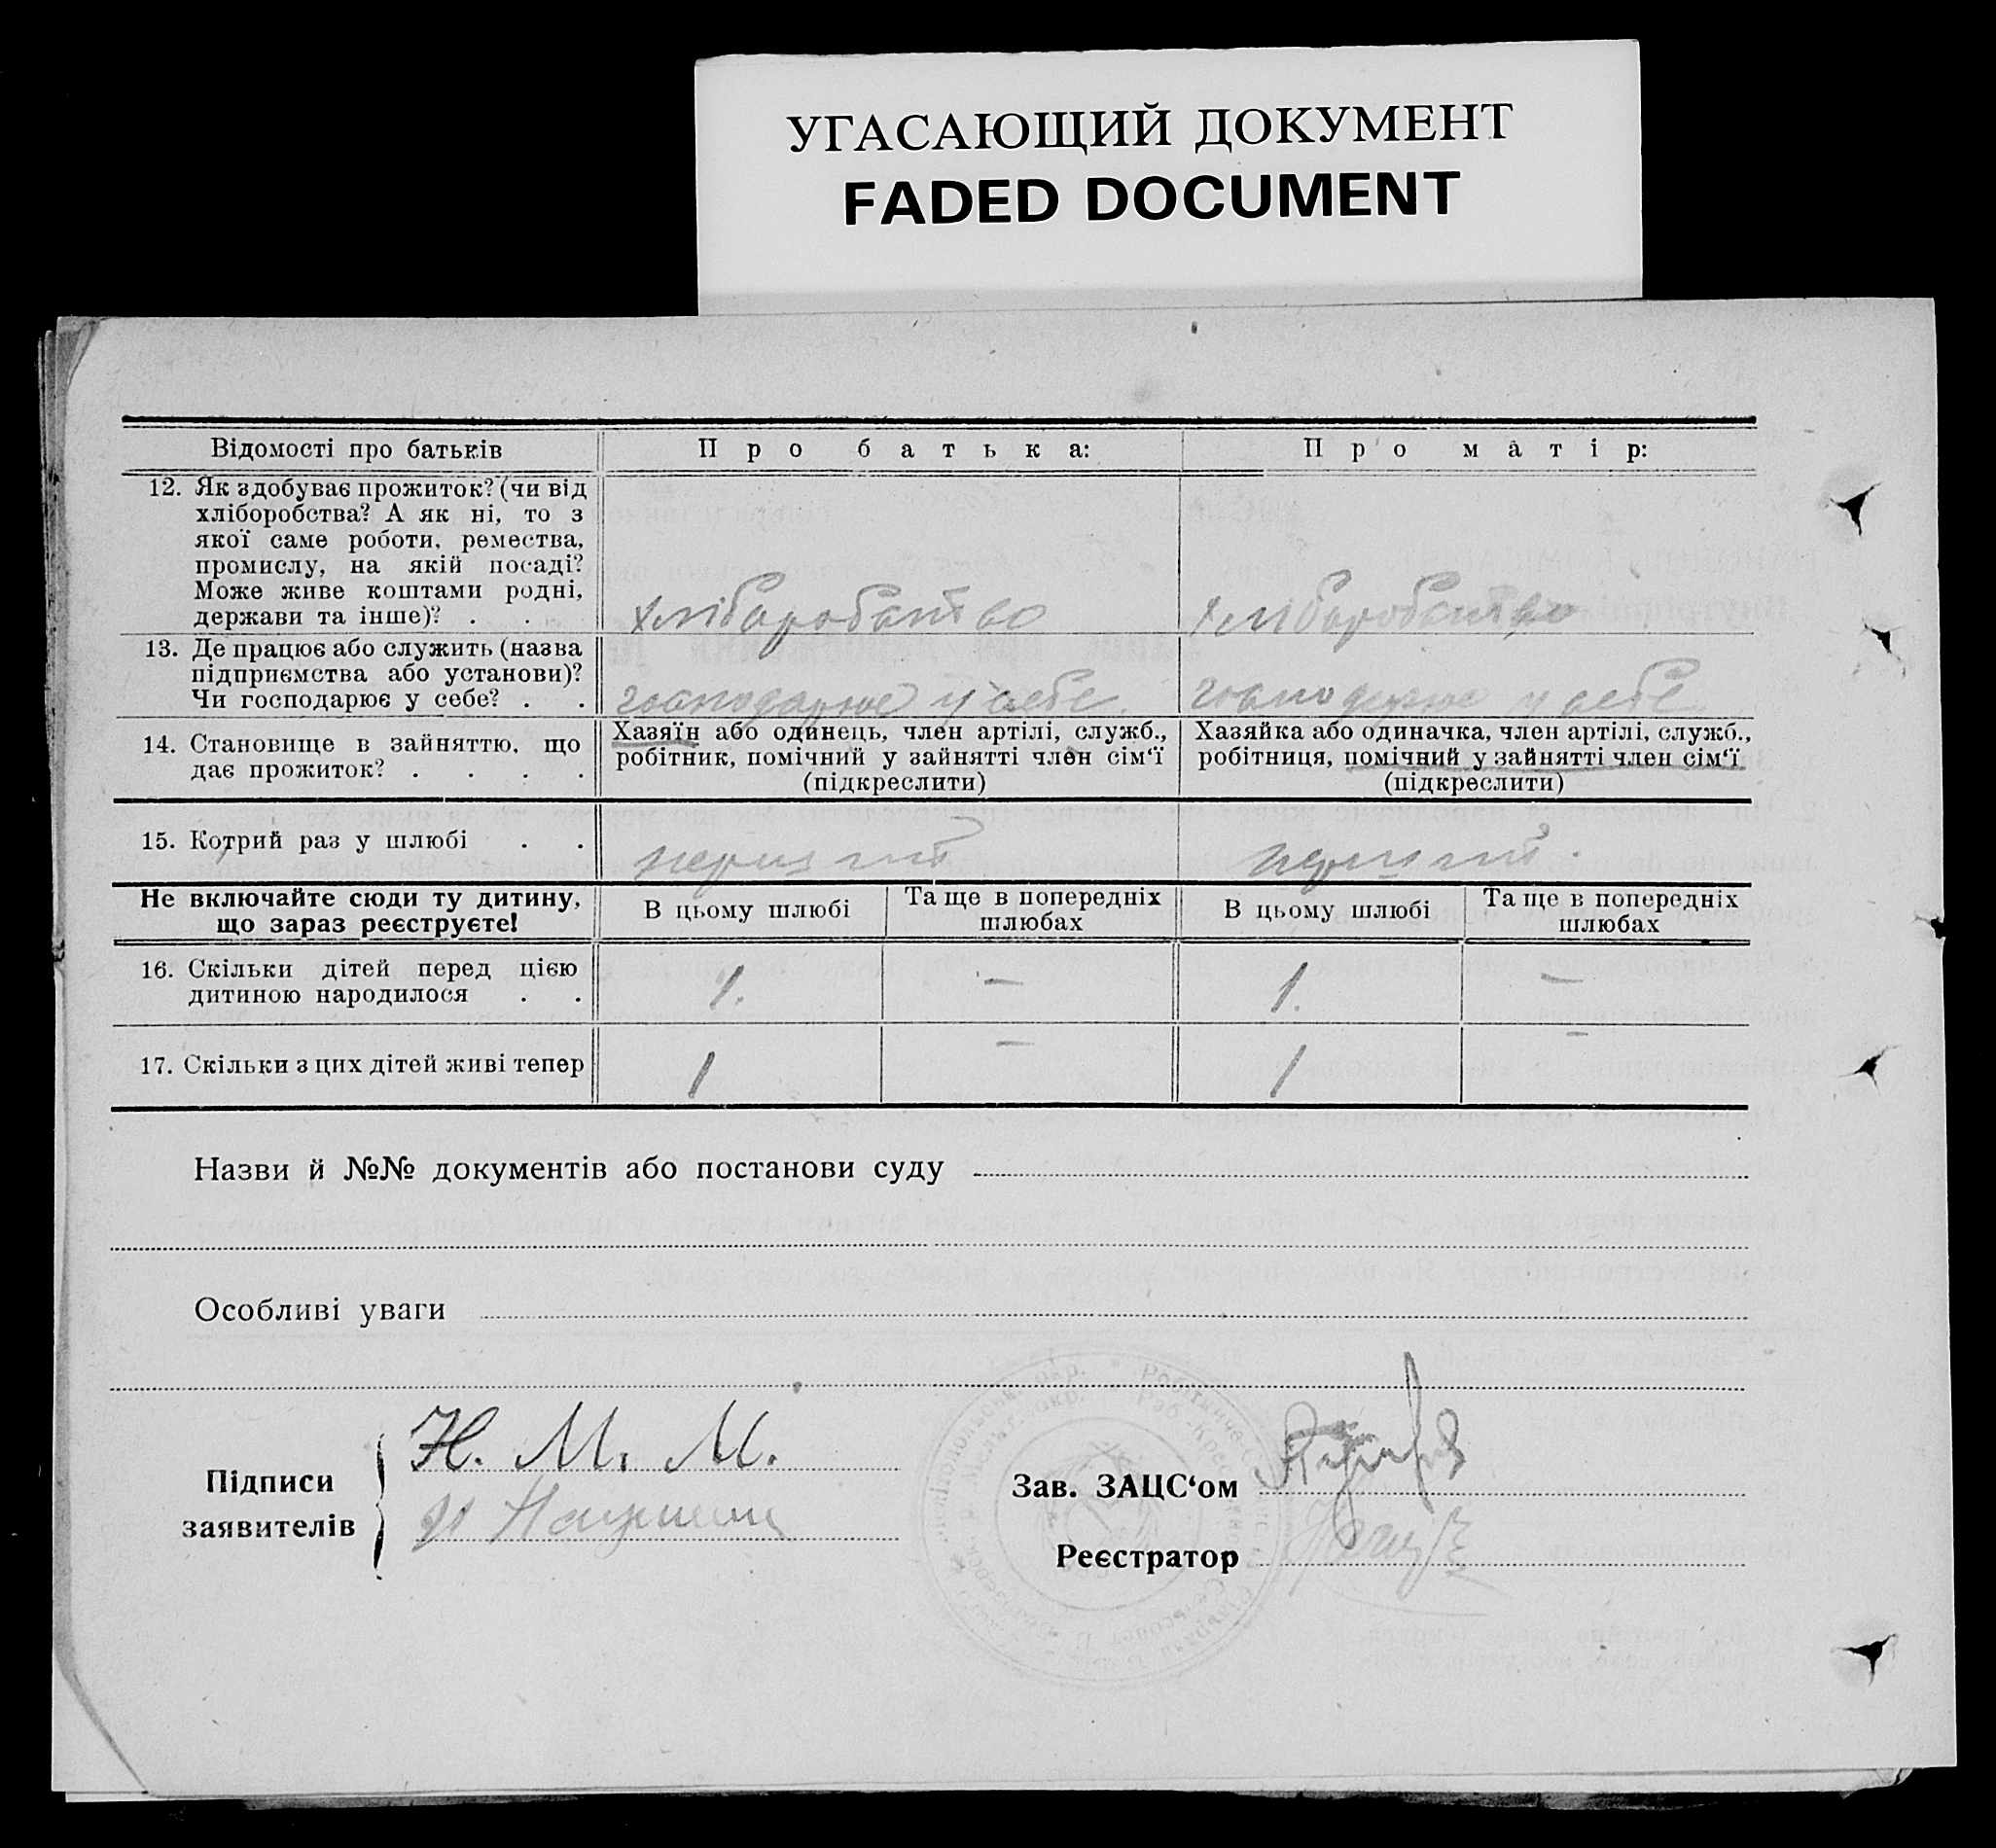 УГАСАЮЩИЙ ДОКУМЕНТ
FADED DOCUMENT
Відомості про батьків
Про батька:
Про матір:
12. Як здобуває прожиток? (чи від
хліборобства? А як ні, то з
якої саме роботи, ремества,
промислу, на якій посаді?
Може живе коштами родні,
держави та інше)? . . .
хліборобство
хліборобство
13. Де працює або служить (назва
підприємства або установи)?
Чи господарює у себе? . .
господарює у себе.
господарює у себе
14. Становище в зайняттю, що
дає прожиток? . . . .
Хазяїн або одинець, член артілі, служб.,
робітник, помічний у зайнятті член сім‘ї
(підкреслити)
Хазяйка або одиначка, член артілі, служб.,
робітниця, помічний у зайнятті член сім‘ї
(підкреслити)
15. Котрий раз у шлюбі . .
перший
перший.
Не включайте сюди ту дитину,
що зараз реєструєте!
В цьому шлюбі
Та ще в попередніх
шлюбах
В цьому шлюбі
Та ще в попередніх
шлюбах
16. Скільки дітей перед цією
дитиною народилося . .
1.
—
1.
—
17. Скільки з цих дітей живі тепер
1
—
1
—
Назви й №№ документів або постанови суду
Особливі уваги
Підписи
заявителів
Н. М. М.
Зав. ЗАЦС‘ом
Реєстратор